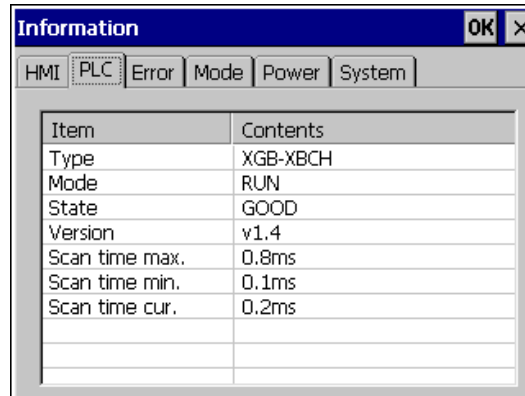 Information OK ×
HMI PLC Error Mode Power System
Item Contents
Type XGB-XBCH
Mode RUN
State GOOD
Version v1.4
Scan time max. 0.8ms
Scan time min. 0.1ms
Scan time cur. 0.2ms